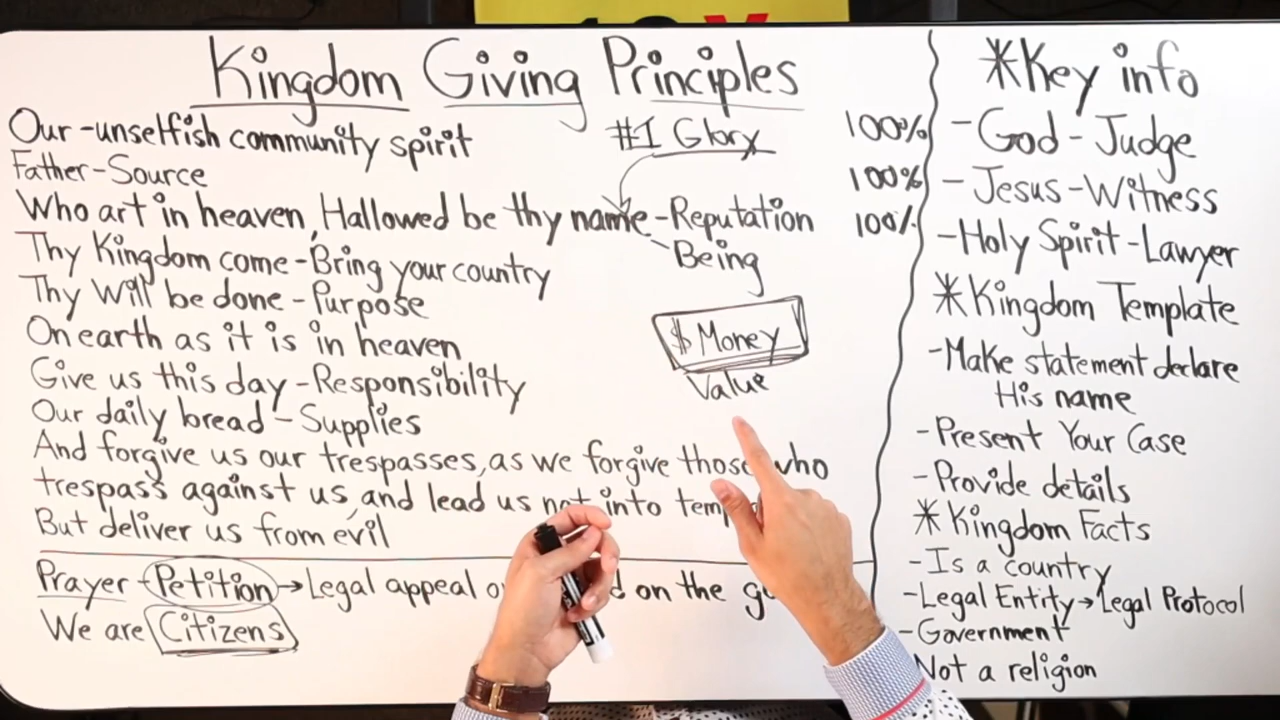 Kingdom Giving Principles
Our - unselfish community spirit
#1 Glory
100%
Father - Source
100%
Who art in heaven, Hallowed be thy name - Reputation
100%
- Being
Thy Kingdom come - Bring your country
Thy Will be done - Purpose
On earth as it is in heaven
$ Money
Value
Give us this day - Responsibility
Our daily bread - Supplies
And forgive us our trespasses, as we forgive those who
trespass against us, and lead us not into
But deliver us from evil
Prayer - Petition → Legal appeal on the
We are Citizens
*Key info
- God - Judge
- Jesus - Witness
- Holy Spirit - Lawyer
*Kingdom Template
- Make statement declare
His name
- Present Your Case
- Provide details
*Kingdom Facts
- Is a country
- Legal Entity → Legal Protocol
- Government
Not a religion